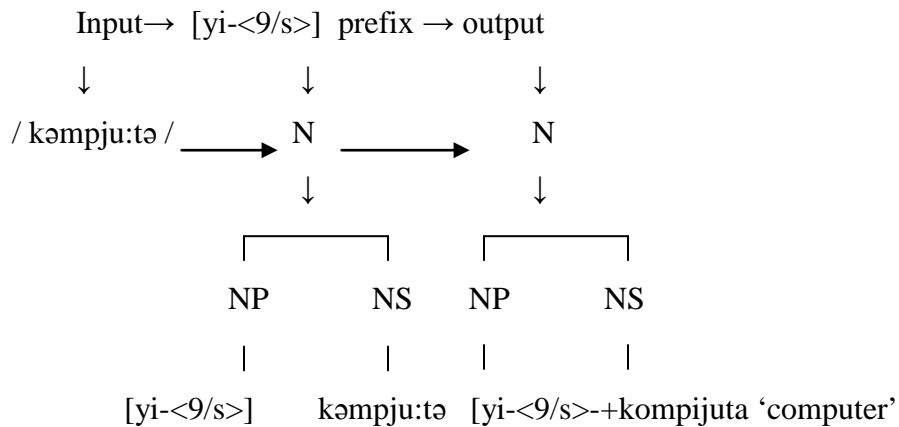 Input→ [yi-<9/s>] prefix → output
↓ ↓ ↓
/ kəmpju:tə / N N
↓ ↓
NP NS NP NS
[yi-<9/s>] kəmpju:tə [yi-<9/s>-+kompijuta ‘computer’